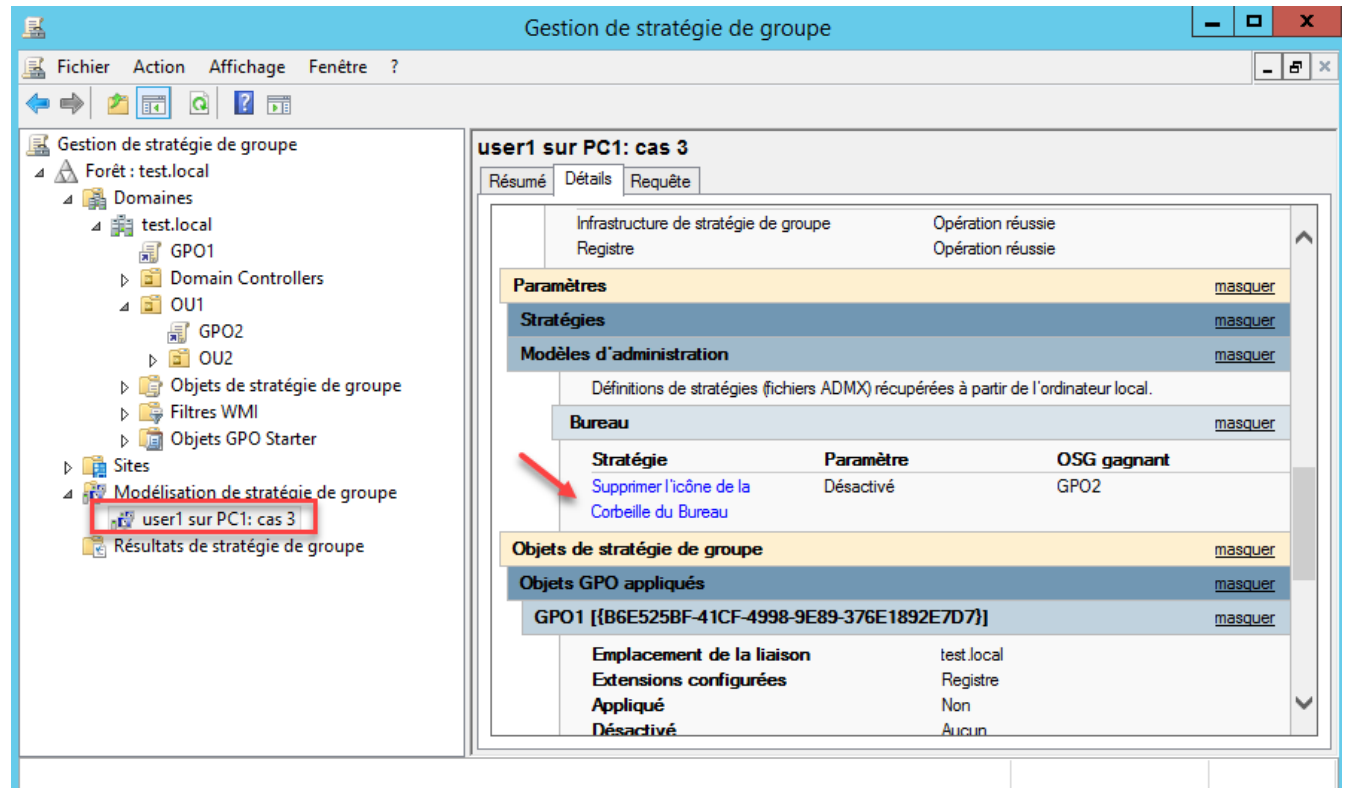 Gestion de stratégie de groupe
Fichier Action Affichage Fenêtre ?
Gestion de stratégie de groupe
Forêt : test.local
Domaines
test.local
GPO1
Domain Controllers
OU1
GPO2
OU2
Objets de stratégie de groupe
Filtres WMI
Objets GPO Starter
Sites
Modélisation de stratégie de groupe
user1 sur PC1: cas 3
Résultats de stratégie de groupe
user1 sur PC1: cas 3
Résumé Détails Requête
Infrastructure de stratégie de groupe Opération réussie
Registre Opération réussie
Paramètres masquer
Stratégies masquer
Modèles d'administration masquer
Définitions de stratégies (fichiers ADMX) récupérées à partir de l'ordinateur local.
Bureau masquer
Stratégie Paramètre OSG gagnant
Supprimer l'icône de la Désactivé GPO2
Corbeille du Bureau
Objets de stratégie de groupe masquer
Objets GPO appliqués masquer
GPO1 [{B6E525BF-41CF-4998-9E89-376E1892E7D7}] masquer
Emplacement de la liaison test.local
Extensions configurées Registre
Appliqué Non
Désactivé Aucun